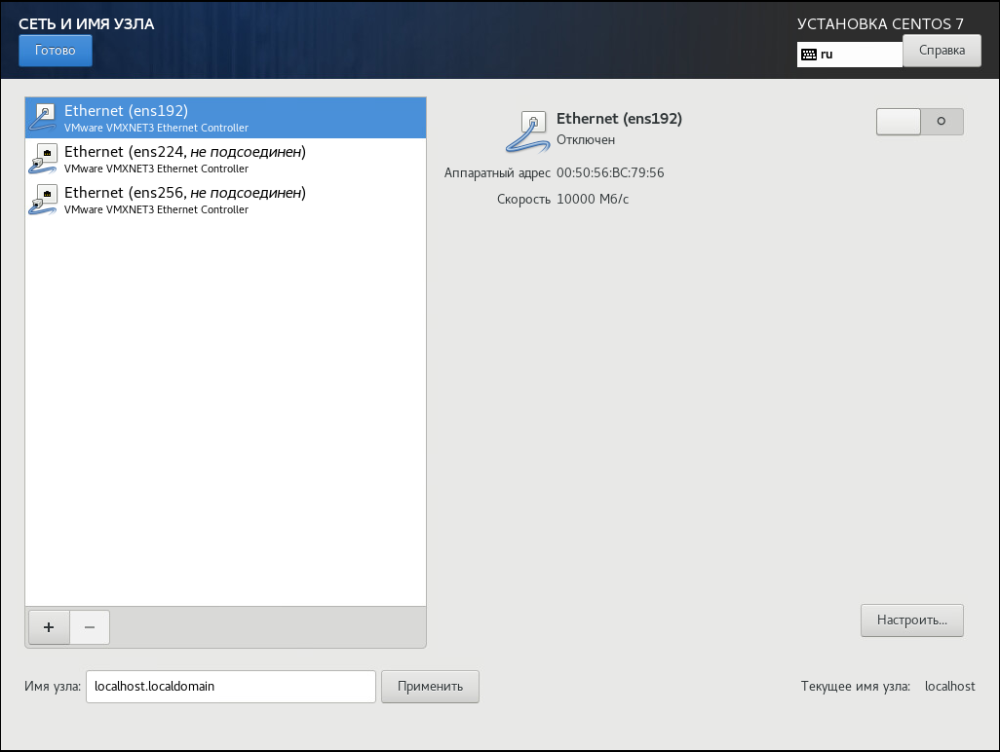 СЕТЬ И ИМЯ УЗЛА
УСТАНОВКА CENTOS 7
Готово
ru
Справка
Ethernet (ens192)
VMware VMXNET3 Ethernet Controller
Ethernet (ens224, не подсоединен)
VMware VMXNET3 Ethernet Controller
Ethernet (ens256, не подсоединен)
VMware VMXNET3 Ethernet Controller
Ethernet (ens192)
Отключен
Аппаратный адрес 00:50:56:BC:79:56
Скорость 10000 Мб/с
Настроить...
Имя узла: localhost.localdomain Применить
Текущее имя узла: localhost